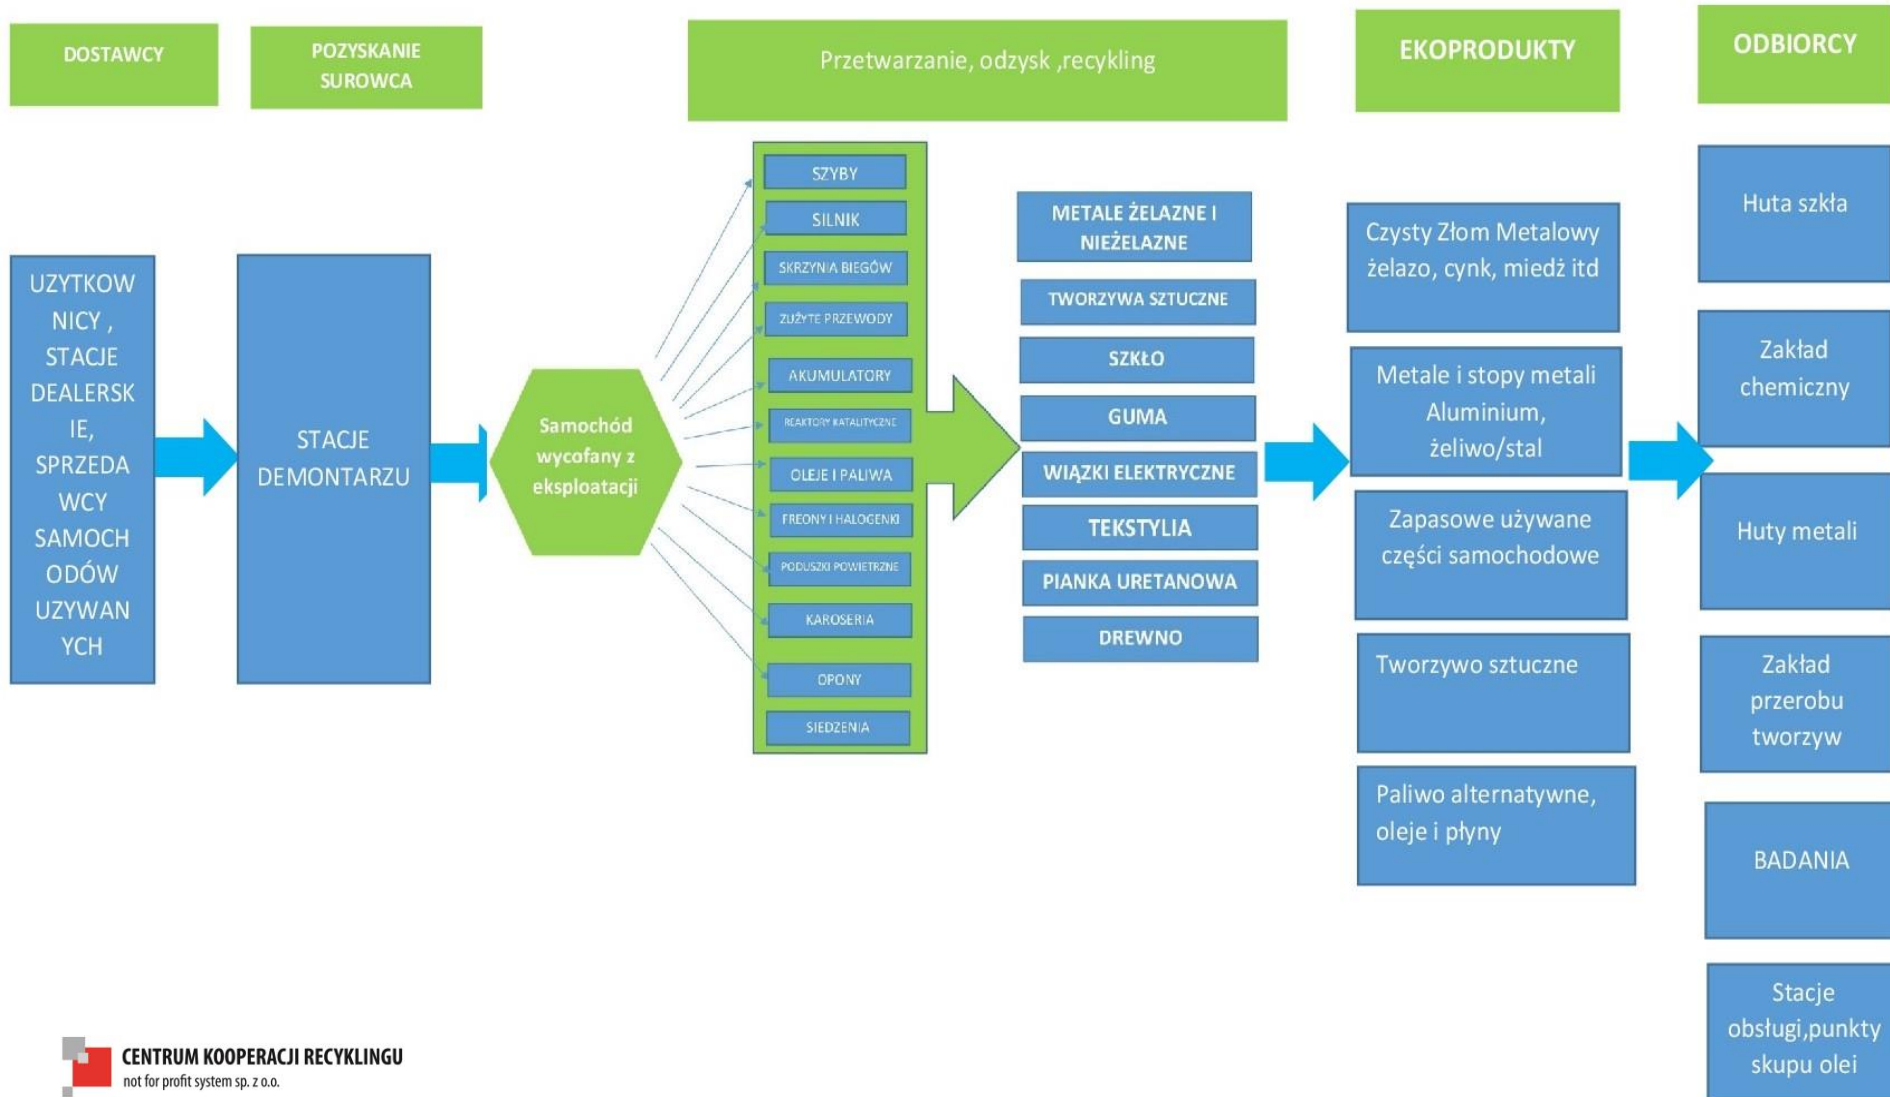 DOSTAWCY
POZYSKANIE
SUROWCA
Przetwarzanie, odzysk ,recykling
EKOPRODUKTY
ODBIORCY
UZYTKOW
NICY ,
STACJE
DEALERSK
IE,
SPRZEDA
WCY
SAMOCH
ODÓW
UZYWAN
YCH
STACJE
DEMONTARZU
Samochód
wycofany z
eksploatacji
SZYBY
SILNIK
SKRZYNIA BIEGÓW
ZUŻYTE PRZEWODY
AKUMULATORY
REAKTORY KATALITYCZNE
OLEJE I PALIWA
FREONY I HALOGENKI
PODUSZKI POWIETRZNE
KAROSERIA
OPONY
SIEDZENIA
METALE ŻELAZNE I
NIEŻELAZNE
TWORZYWA SZTUCZNE
SZKŁO
GUMA
WIĄZKI ELEKTRYCZNE
TEKSTYLIA
PIANKA URETANOWA
DREWNO
Czysty Złom Metalowy
żelazo, cynk, miedż itd
Metale i stopy metali
Aluminium,
żeliwo/stal
Zapasowe używane
części samochodowe
Tworzywo sztuczne
Paliwo alternatywne,
oleje i płyny
Huta szkła
Zakład
chemiczny
Huty metali
Zakład
przerobu
tworzyw
BADANIA
Stacje
obsługi,punkty
skupu olei
CENTRUM KOOPERACJI RECYKLINGU
not for profit system sp. z o.o.